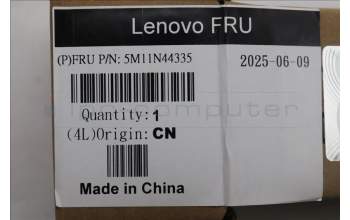 Lenovo FRU
(P)FRU P/N: 5M11N44335
2025-06-09
Quantity: 1
(4L)Origin: CN
Made in China